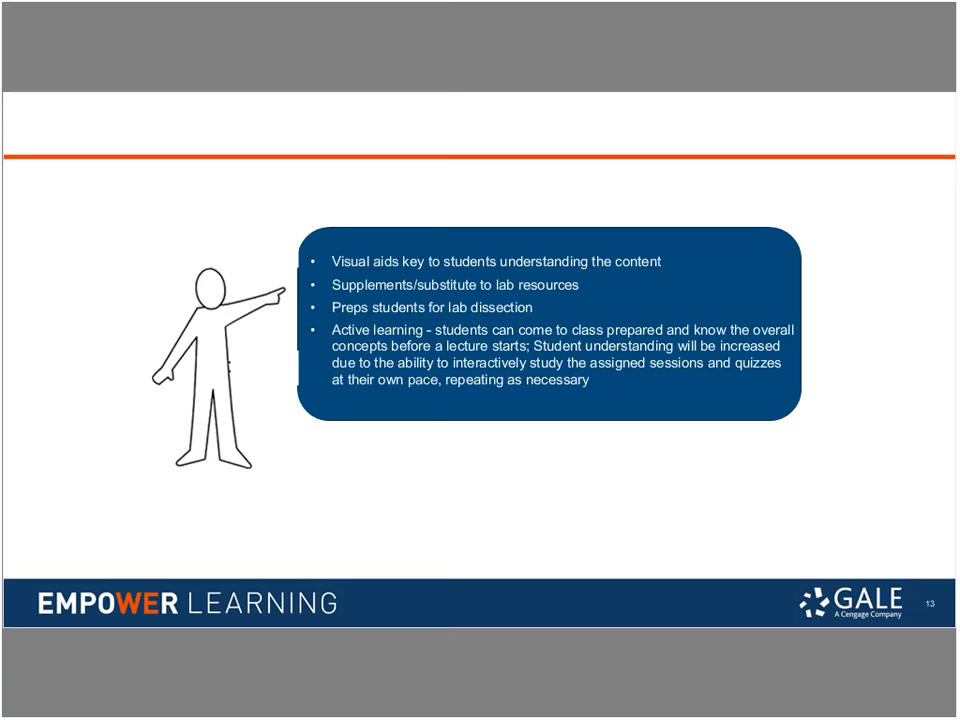 • Visual aids key to students understanding the content
• Supplements/substitute to lab resources
• Preps students for lab dissection
• Active learning - students can come to class prepared and know the overall
concepts before a lecture starts; Student understanding will be increased
due to the ability to interactively study the assigned sessions and quizzes
at their own pace, repeating as necessary
EMPOWER LEARNING
GALE
A Cengage Company
13